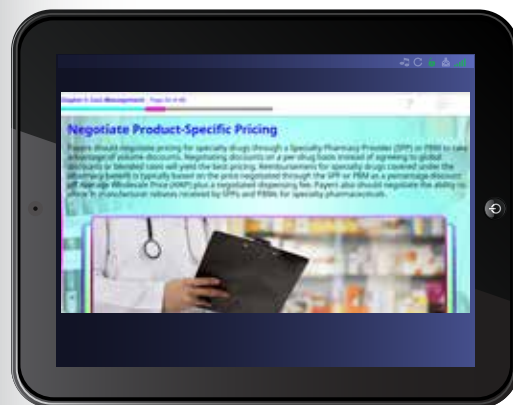 Chapter 5: Cost Management
Negotiate Product-Specific Pricing
Payers should negotiate pricing for specialty drugs through a Specialty Pharmacy Provider (SPP) or PBM to take
advantage of volume discounts. Negotiating discounts on a per-drug basis instead of agreeing to global
discounts or blended rates will yield the best pricing. Reimbursements for specialty drugs covered under the
pharmacy benefit is typically based on the price negotiated through the SPP or PBM as a percentage discount
off Average Wholesale Price (AWP) plus a negotiated dispensing fee. Payers also should negotiate the ability to
share in manufacturer rebates received by SPPs and PBMs for specialty pharmaceuticals.